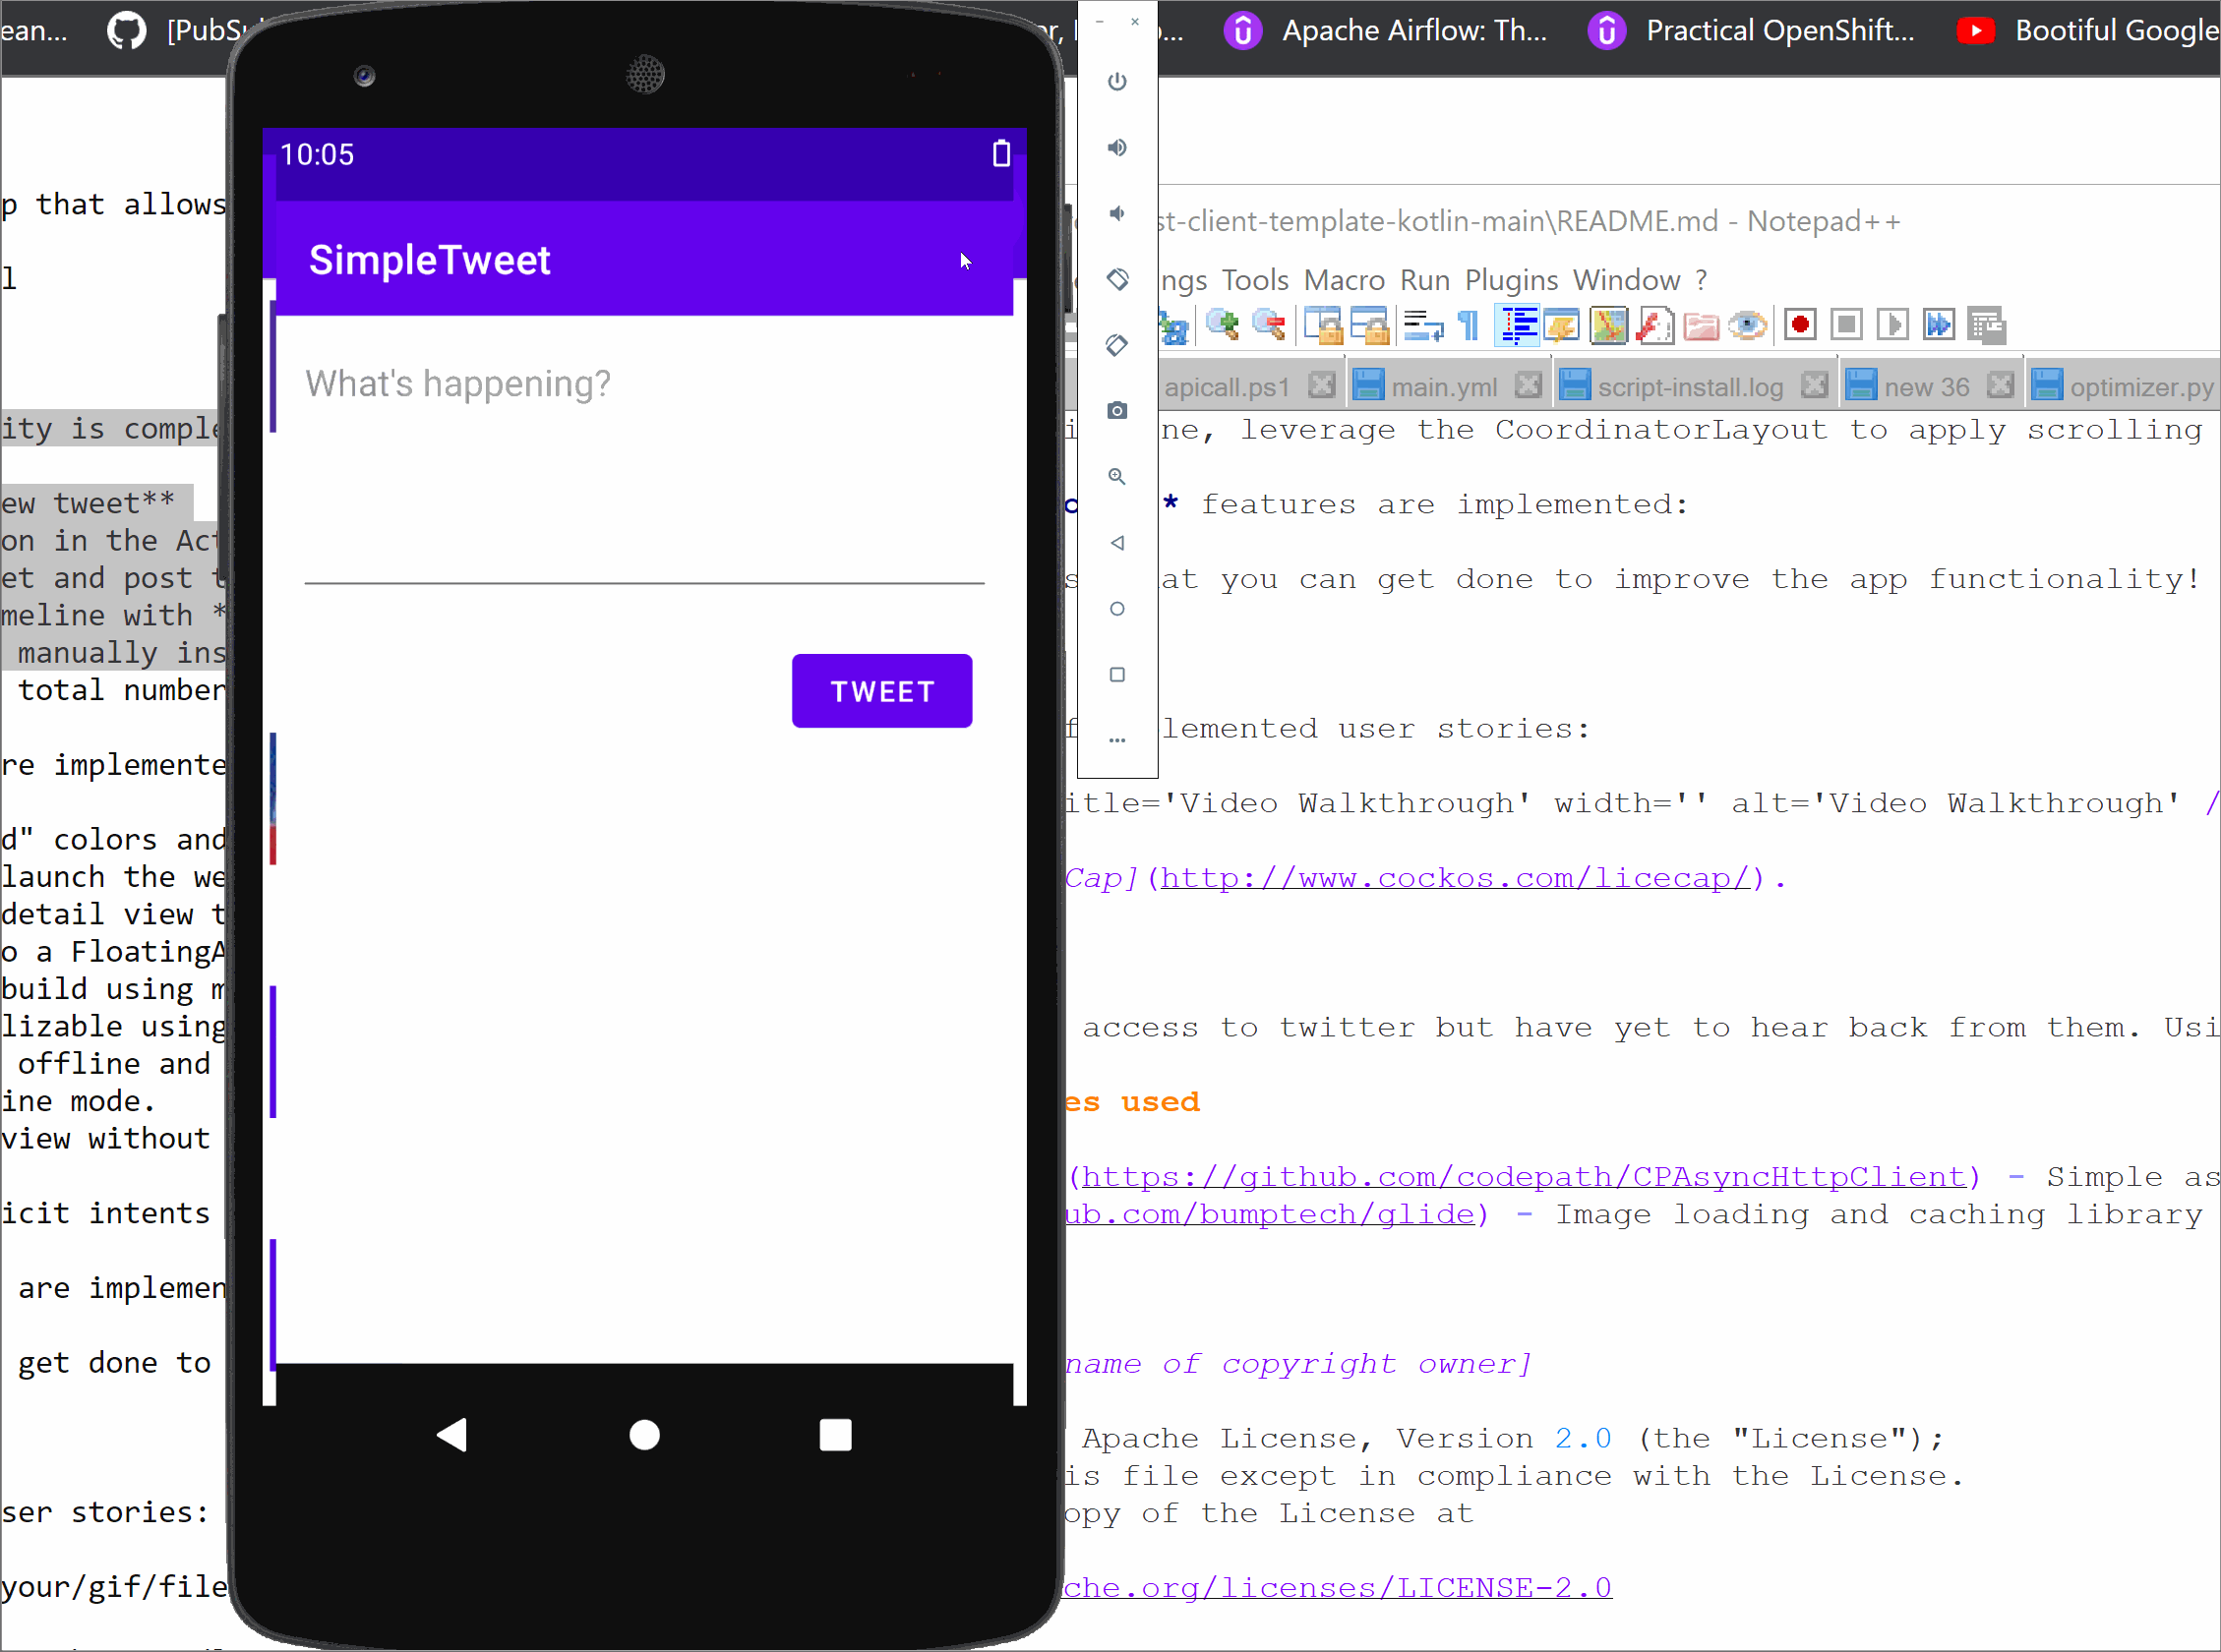 ean...
[PubSu
or,
...
Apache Airflow: Th...
Practical OpenShift...
Bootiful Google
10:05
SimpleTweet
What's happening?
TWEET
p that allows
l
ity is comple
ew tweet**
on in the Act
et and post t
meline with *
manually ins
total number
re implemente
d" colors and
launch the we
detail view t
o a FloatingA
build using m
lizable using
offline and
ine mode.
view without
icit intents
are implemen
get done to
ser stories:
your/gif/file
st-client-template-kotlin-main\README.md - Notepad++
ngs Tools Macro Run Plugins Window ?
apicall.ps1
main.yml
script-install.log
new 36
optimizer.py
ne, leverage the CoordinatorLayout to apply scrolling
* features are implemented:
at you can get done to improve the app functionality!
f
lemented user stories:
itle='Video Walkthrough' width='' alt='Video Walkthrough' /
Cap](http://www.cockos.com/licecap/).
access to twitter but have yet to hear back from them. Usi
es used
(https://github.com/codepath/CPAsyncHttpClient) - Simple as
ub.com/bumptech/glide) - Image loading and caching library
name of copyright owner]
Apache License, Version 2.0 (the "License");
is file except in compliance with the License.
opy of the License at
che.org/licenses/LICENSE-2.0